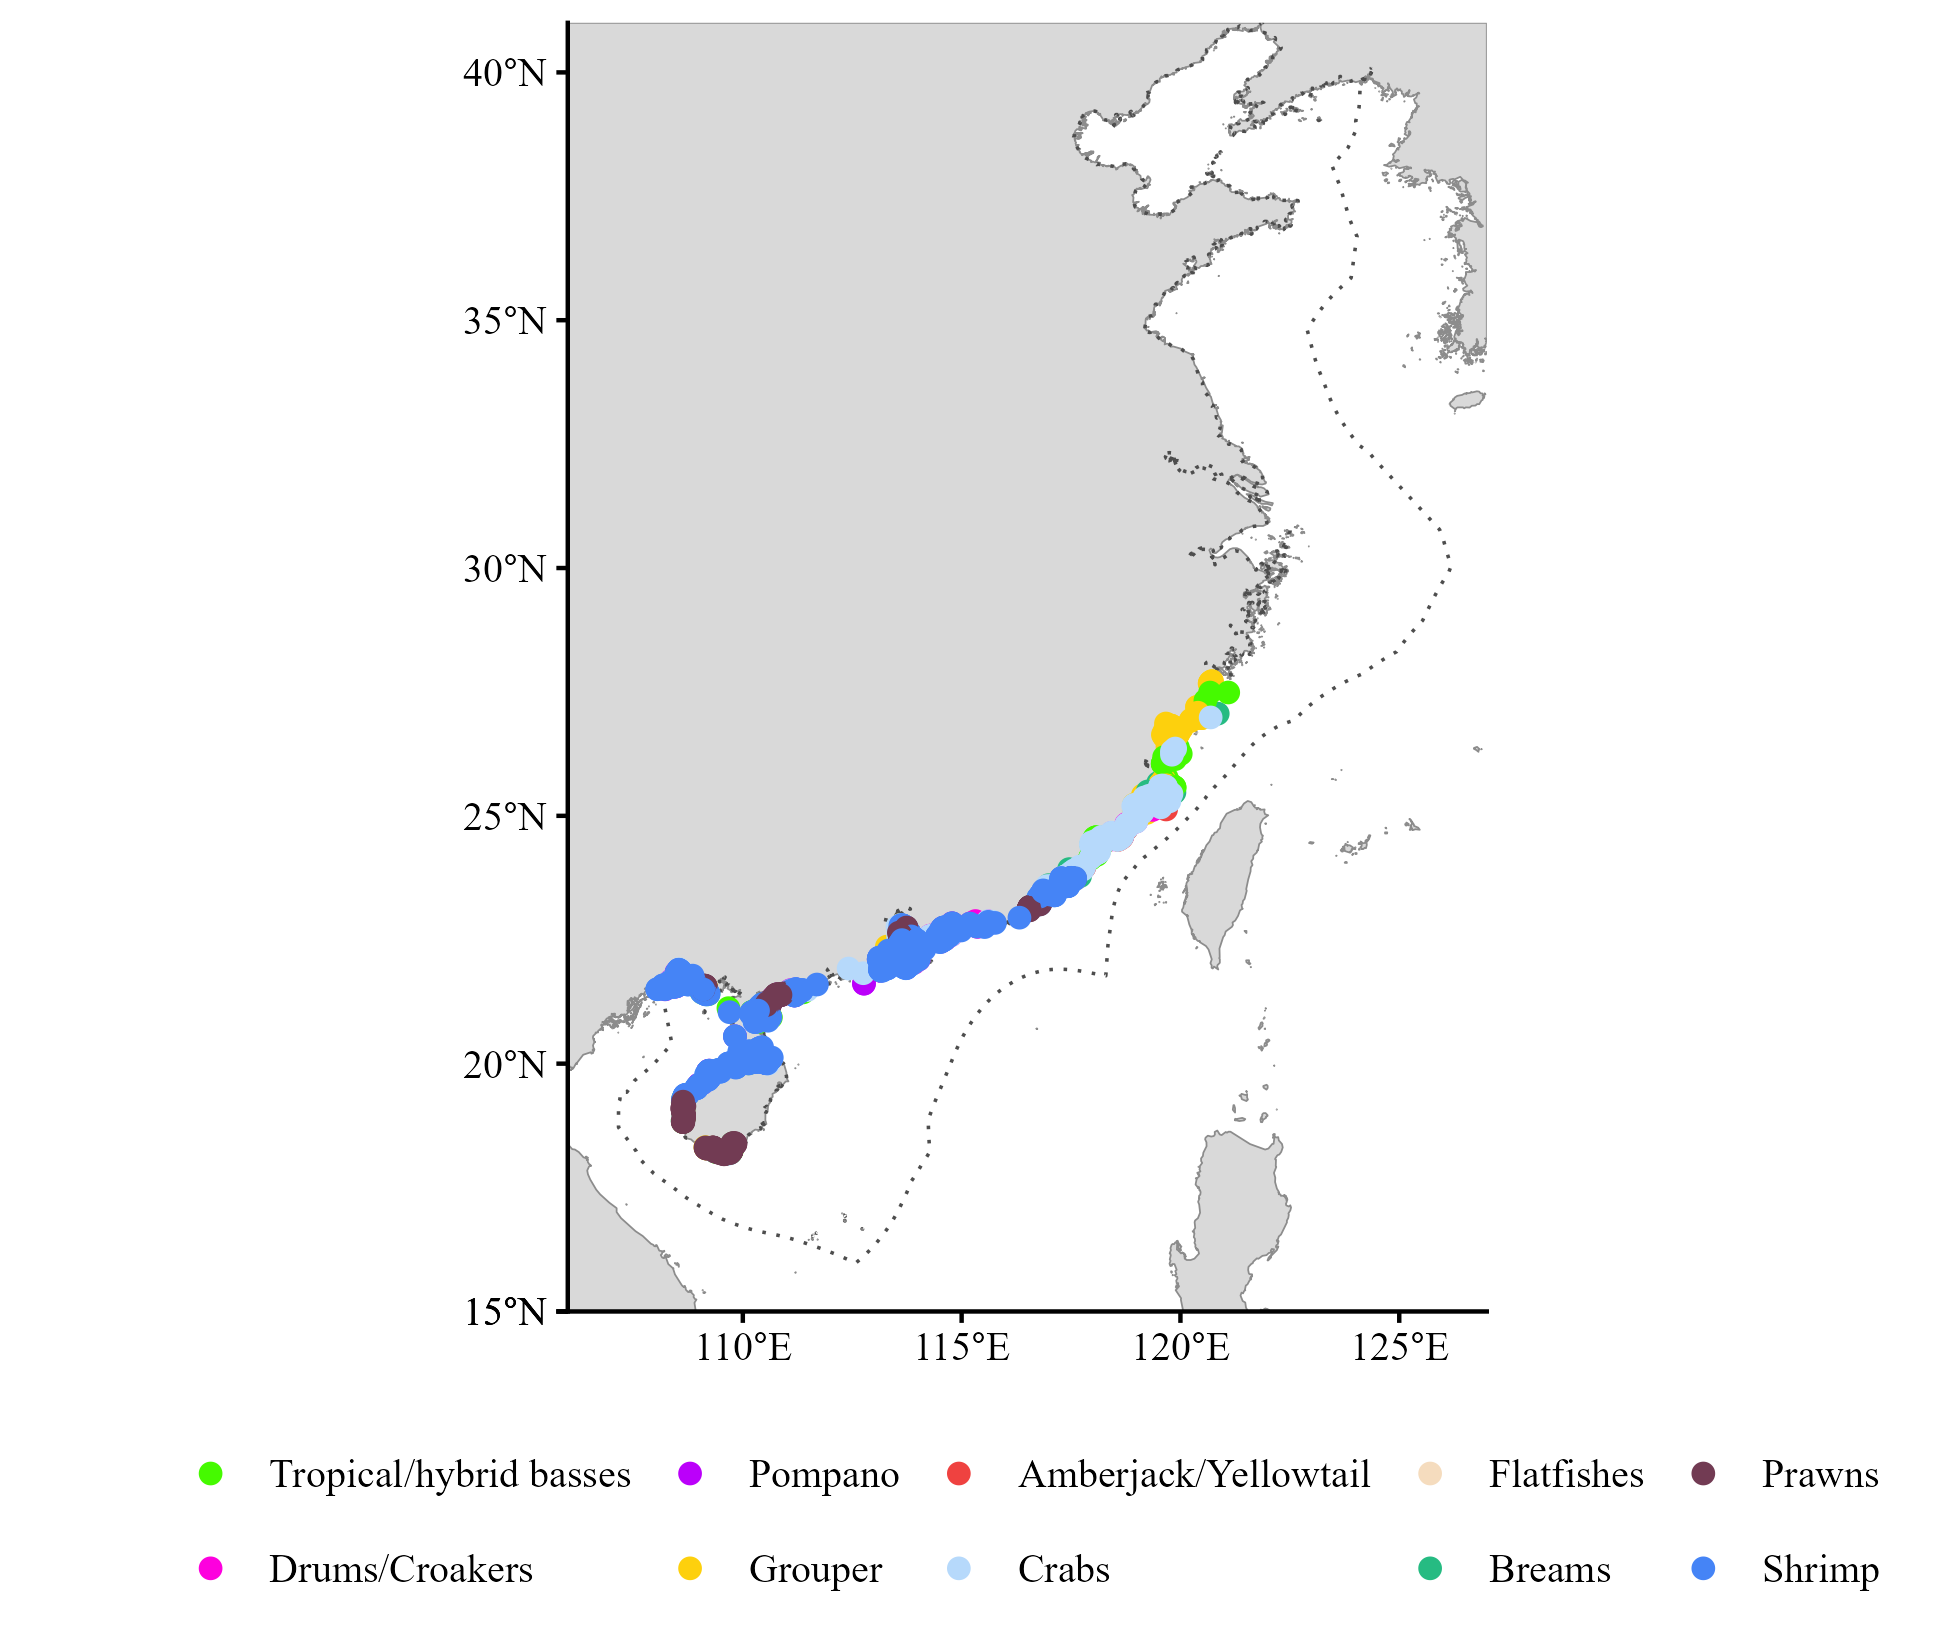 40°N
35°N
30°N
25°N
20°N
15°N
110°E 115°E 120°E 125°E
Tropical/hybrid basses Pompano Amberjack/Yellowtail Flatfishes Prawns
Drums/Croakers Grouper Crabs Breams Shrimp